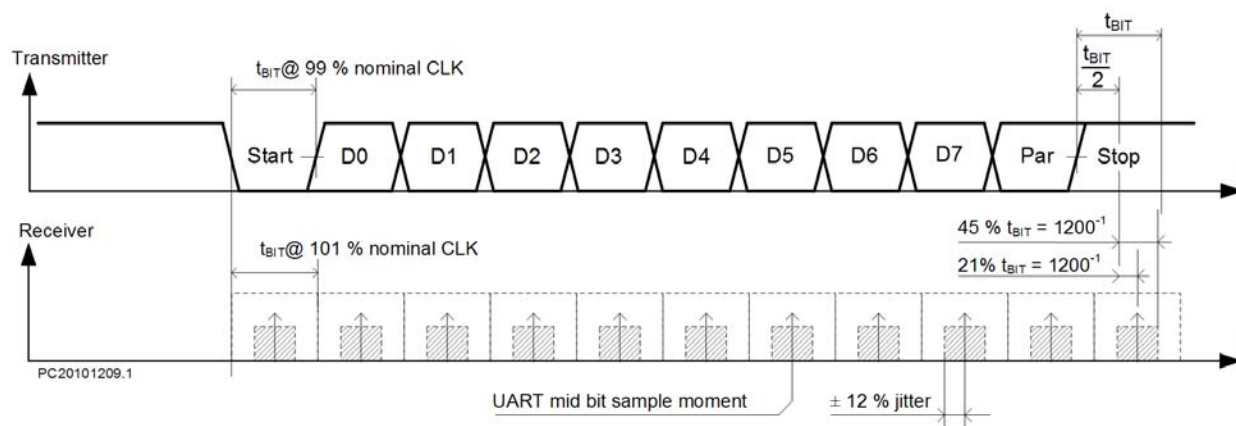 t_BIT
t_BIT/2
Transmitter
t_BIT@ 99 % nominal CLK
Start D0 D1 D2 D3 D4 D5 D6 D7 Par Stop
Receiver
t_BIT@ 101 % nominal CLK
45 % t_BIT = 1200⁻¹
21% t_BIT = 1200⁻¹
PC20101209.1
UART mid bit sample moment
± 12 % jitter